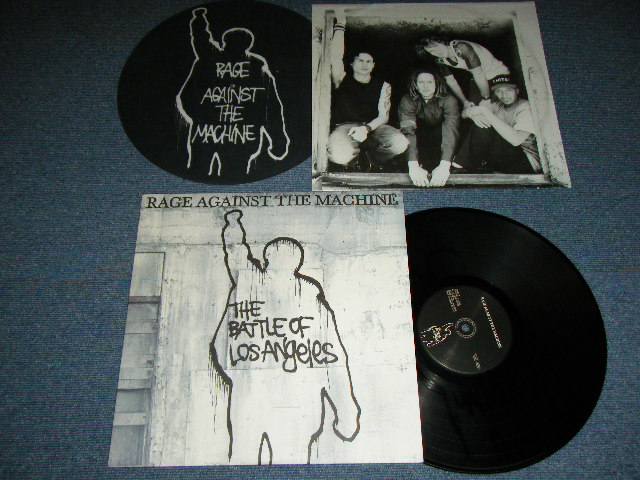 RAGE
AGAINST
THE
MACHINE
RAGE AGAINST THE MACHINE
THE
BATTLE OF
LOS ANGELES